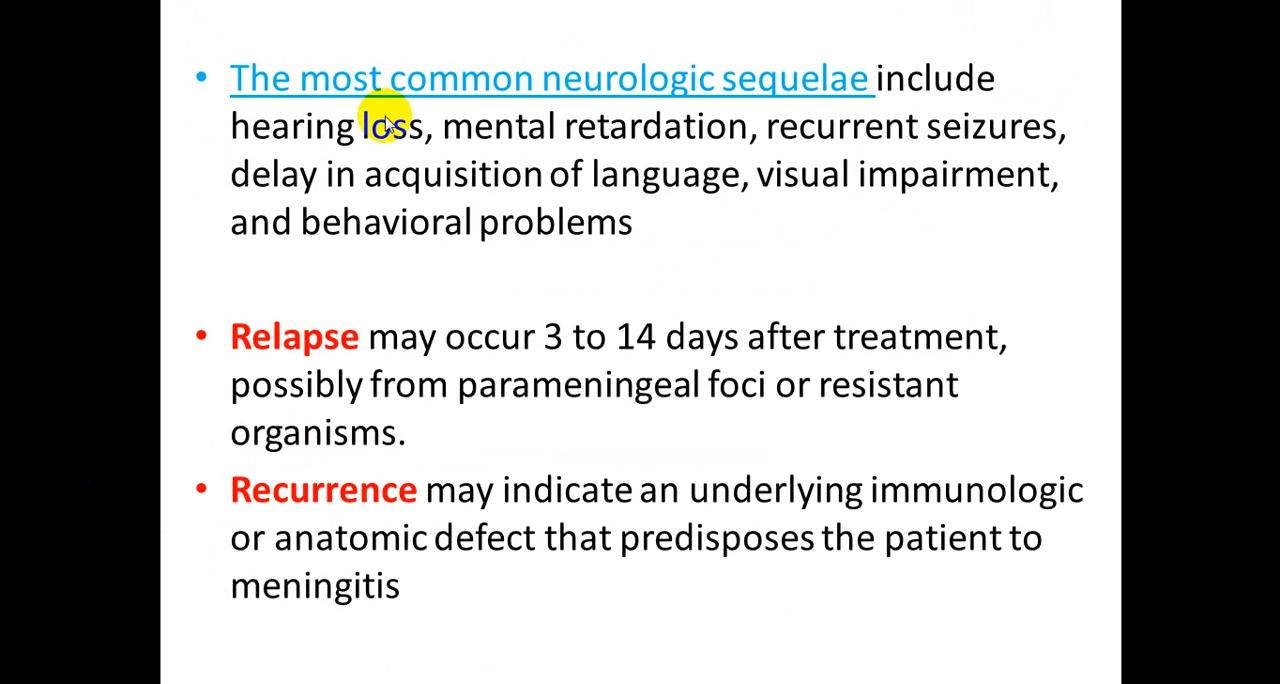 • The most common neurologic sequelae include
hearing loss, mental retardation, recurrent seizures,
delay in acquisition of language, visual impairment,
and behavioral problems
• Relapse may occur 3 to 14 days after treatment,
possibly from parameningeal foci or resistant
organisms.
• Recurrence may indicate an underlying immunologic
or anatomic defect that predisposes the patient to
meningitis